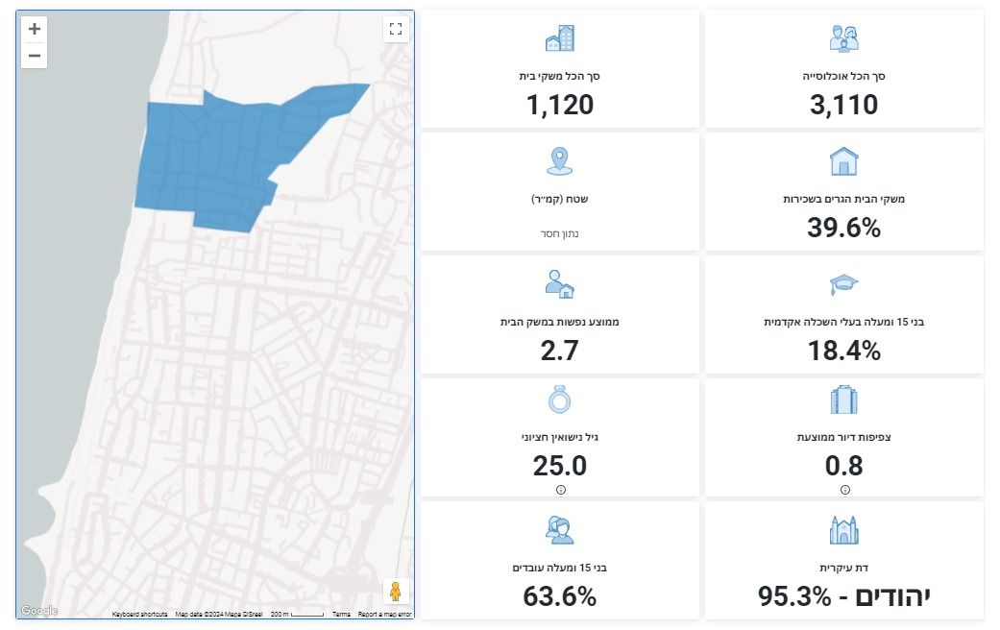 סך הכל אוכלוסייה
3,110
סך הכל משקי בית
1,120
משקי הבית הגרים בשכירות
39.6%
שטח (קמ״ר)
נתון חסר
בני 15 ומעלה בעלי השכלה אקדמית
18.4%
ממוצע נפשות במשק הבית
2.7
צפיפות דיור ממוצעת
0.8
גיל נישואין חציוני
25.0
דת עיקרית
יהודים - 95.3%
בני 15 ומעלה עובדים
63.6%
Google
Keyboard shortcuts Map data ©2024 Mapa GISrael 200 m Terms Report a map error